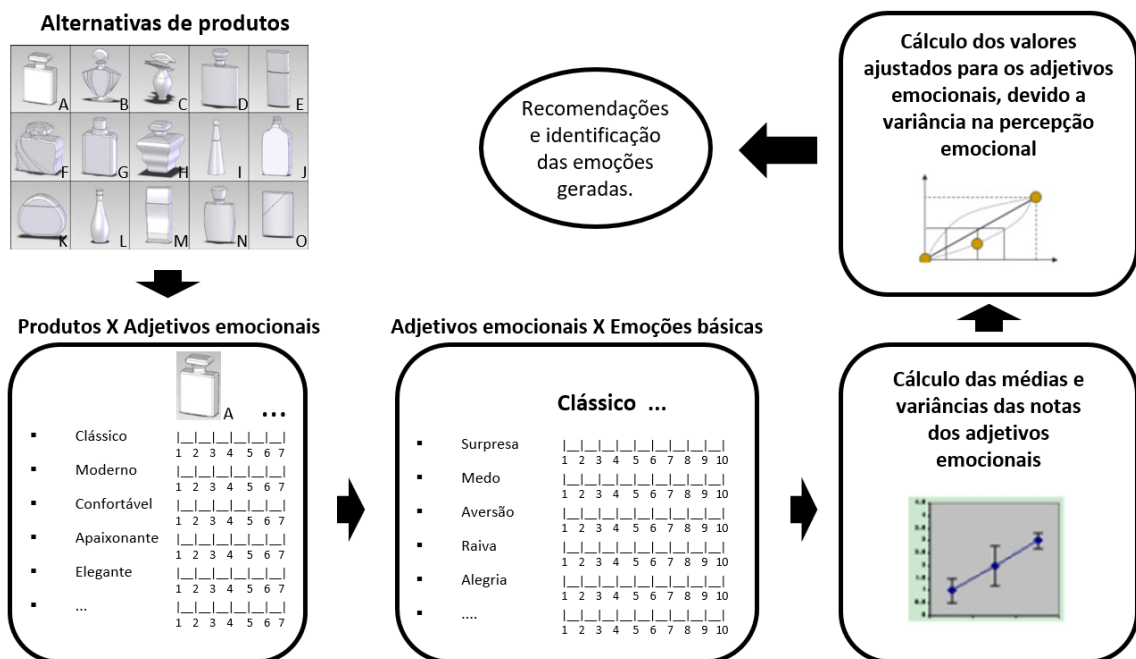 Alternativas de produtos
A B C D E
F G H I J
K L M N O
Produtos X Adjetivos emocionais
A ...
Clássico
1 2 3 4 5 6 7
Moderno
1 2 3 4 5 6 7
Confortável
1 2 3 4 5 6 7
Apaixonante
1 2 3 4 5 6 7
Elegante
1 2 3 4 5 6 7
...
1 2 3 4 5 6 7
Adjetivos emocionais X Emoções básicas
Clássico ...
Surpresa
1 2 3 4 5 6 7 8 9 10
Medo
1 2 3 4 5 6 7 8 9 10
Aversão
1 2 3 4 5 6 7 8 9 10
Raiva
1 2 3 4 5 6 7 8 9 10
Alegria
1 2 3 4 5 6 7 8 9 10
....
1 2 3 4 5 6 7 8 9 10
Cálculo das médias e
variâncias das notas
dos adjetivos
emocionais
Cálculo dos valores
ajustados para os adjetivos
emocionais, devido a
variância na percepção
emocional
Recomendações
e identificação
das emoções
geradas.